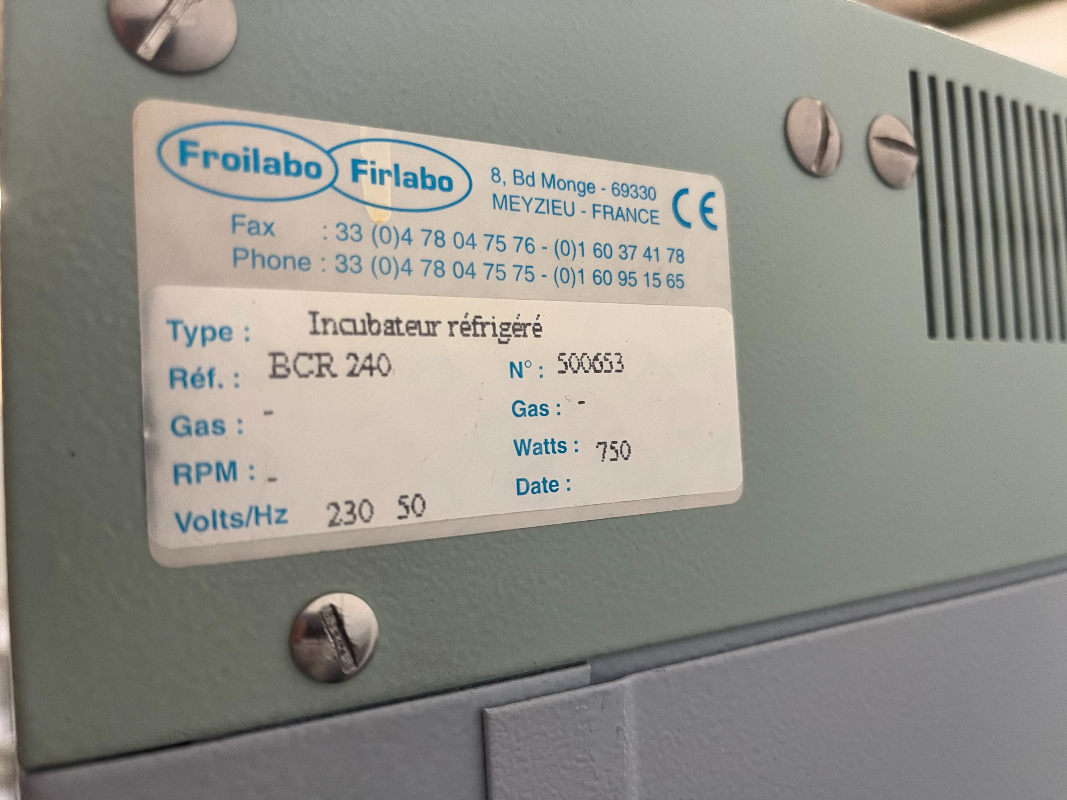 Froilabo Firlabo
8, Bd Monge - 69330
MEYZIEU - FRANCE CE
Fax : 33 (0)4 78 04 75 76 - (0)1 60 37 41 78
Phone : 33 (0)4 78 04 75 75 - (0)1 60 95 15 65
Type : Incubateur réfrigéré
Réf. : BCR 240 N° : 500653
Gas : - Gas : -
RPM : - Watts : 750
Volts/Hz 230 50 Date :